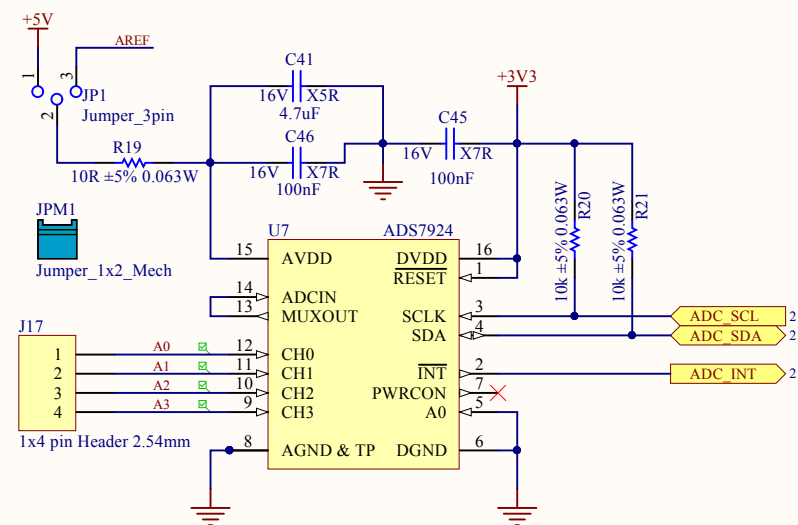 +5V
AREF
1
3
2
JP1
Jumper_3pin
R19
10R ±5% 0.063W
C41
16V X5R
4.7uF
C46
16V X7R
100nF
C45
16V X7R
100nF
+3V3
R20
10k ±5% 0.063W
R21
10k ±5% 0.063W
JPM1
Jumper_1x2_Mech
U7 ADS7924
15 AVDD DVDD 16
RESET 1
14 ADCIN
13 MUXOUT
SCLK 3 ADC_SCL 2
SDA 4 ADC_SDA 2
J17
1 A0 12 CH0
2 A1 11 CH1
3 A2 10 CH2
4 A3 9 CH3
INT 2 ADC_INT 2
PWRCON 7
A0 5
1x4 pin Header 2.54mm
8 AGND & TP DGND 6